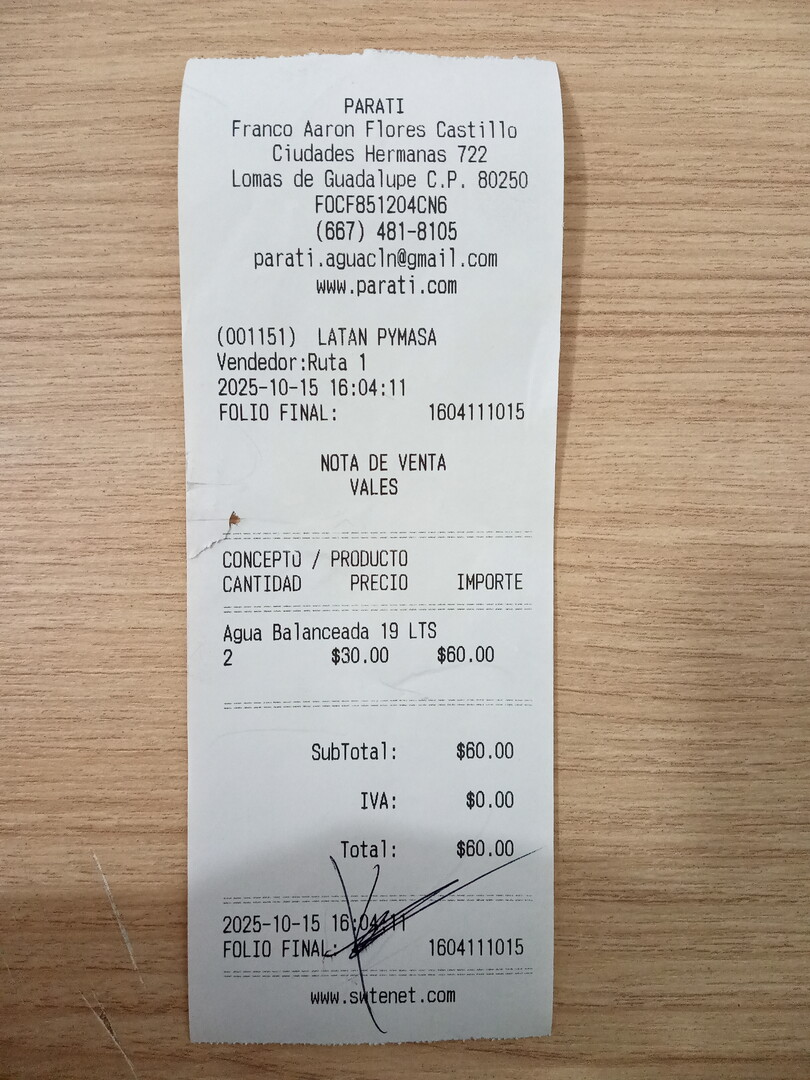 PARATI
Franco Aaron Flores Castillo
Ciudades Hermanas 722
Lomas de Guadalupe C.P. 80250
FOCF851204CN6
(667) 481-8105
parati.aguacln@gmail.com
www.parati.com
(001151) LATAN PYMASA
Vendedor:Ruta 1
2025-10-15 16:04:11
FOLIO FINAL: 1604111015
NOTA DE VENTA
VALES
CONCEPTO / PRODUCTO
CANTIDAD PRECIO IMPORTE
Agua Balanceada 19 LTS
2 $30.00 $60.00
SubTotal: $60.00
IVA: $0.00
Total: $60.00
2025-10-15 16:04:11
FOLIO FINAL: 1604111015
www.swtenet.com